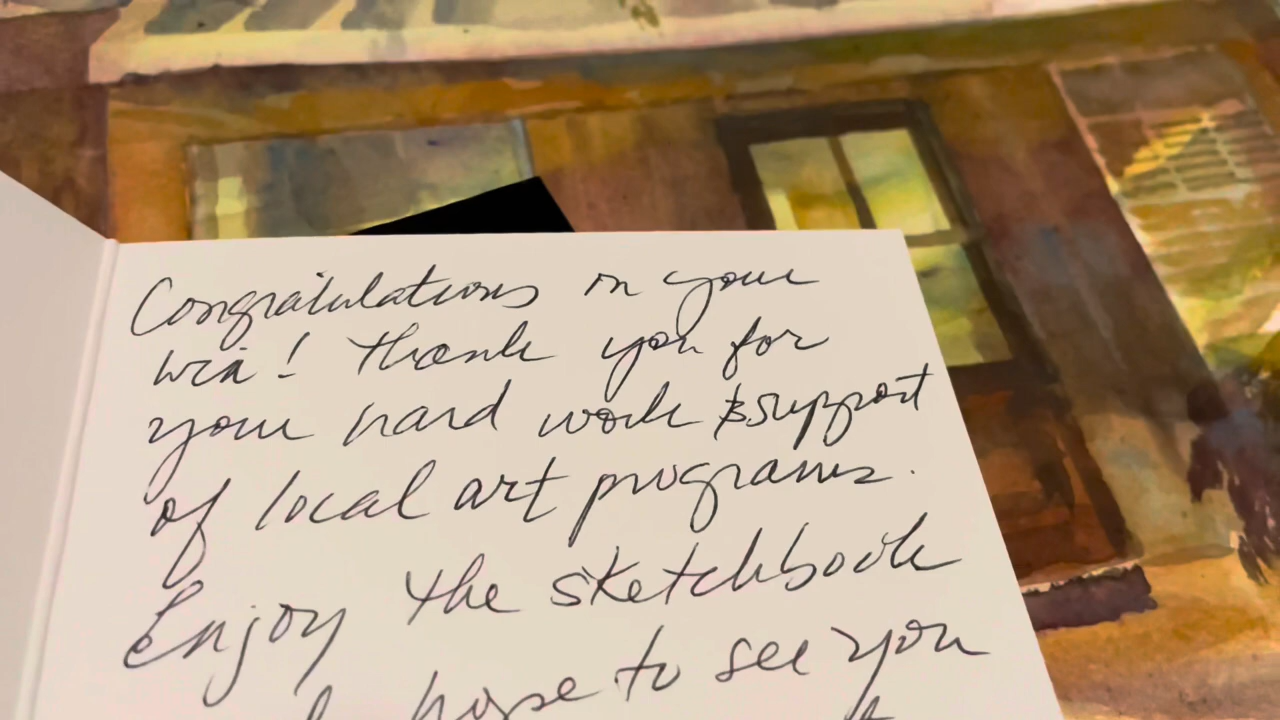 Congratulations on your
win! Thank you for
your hard work & support
of local art programs.
Enjoy the sketchbook
hope to see you